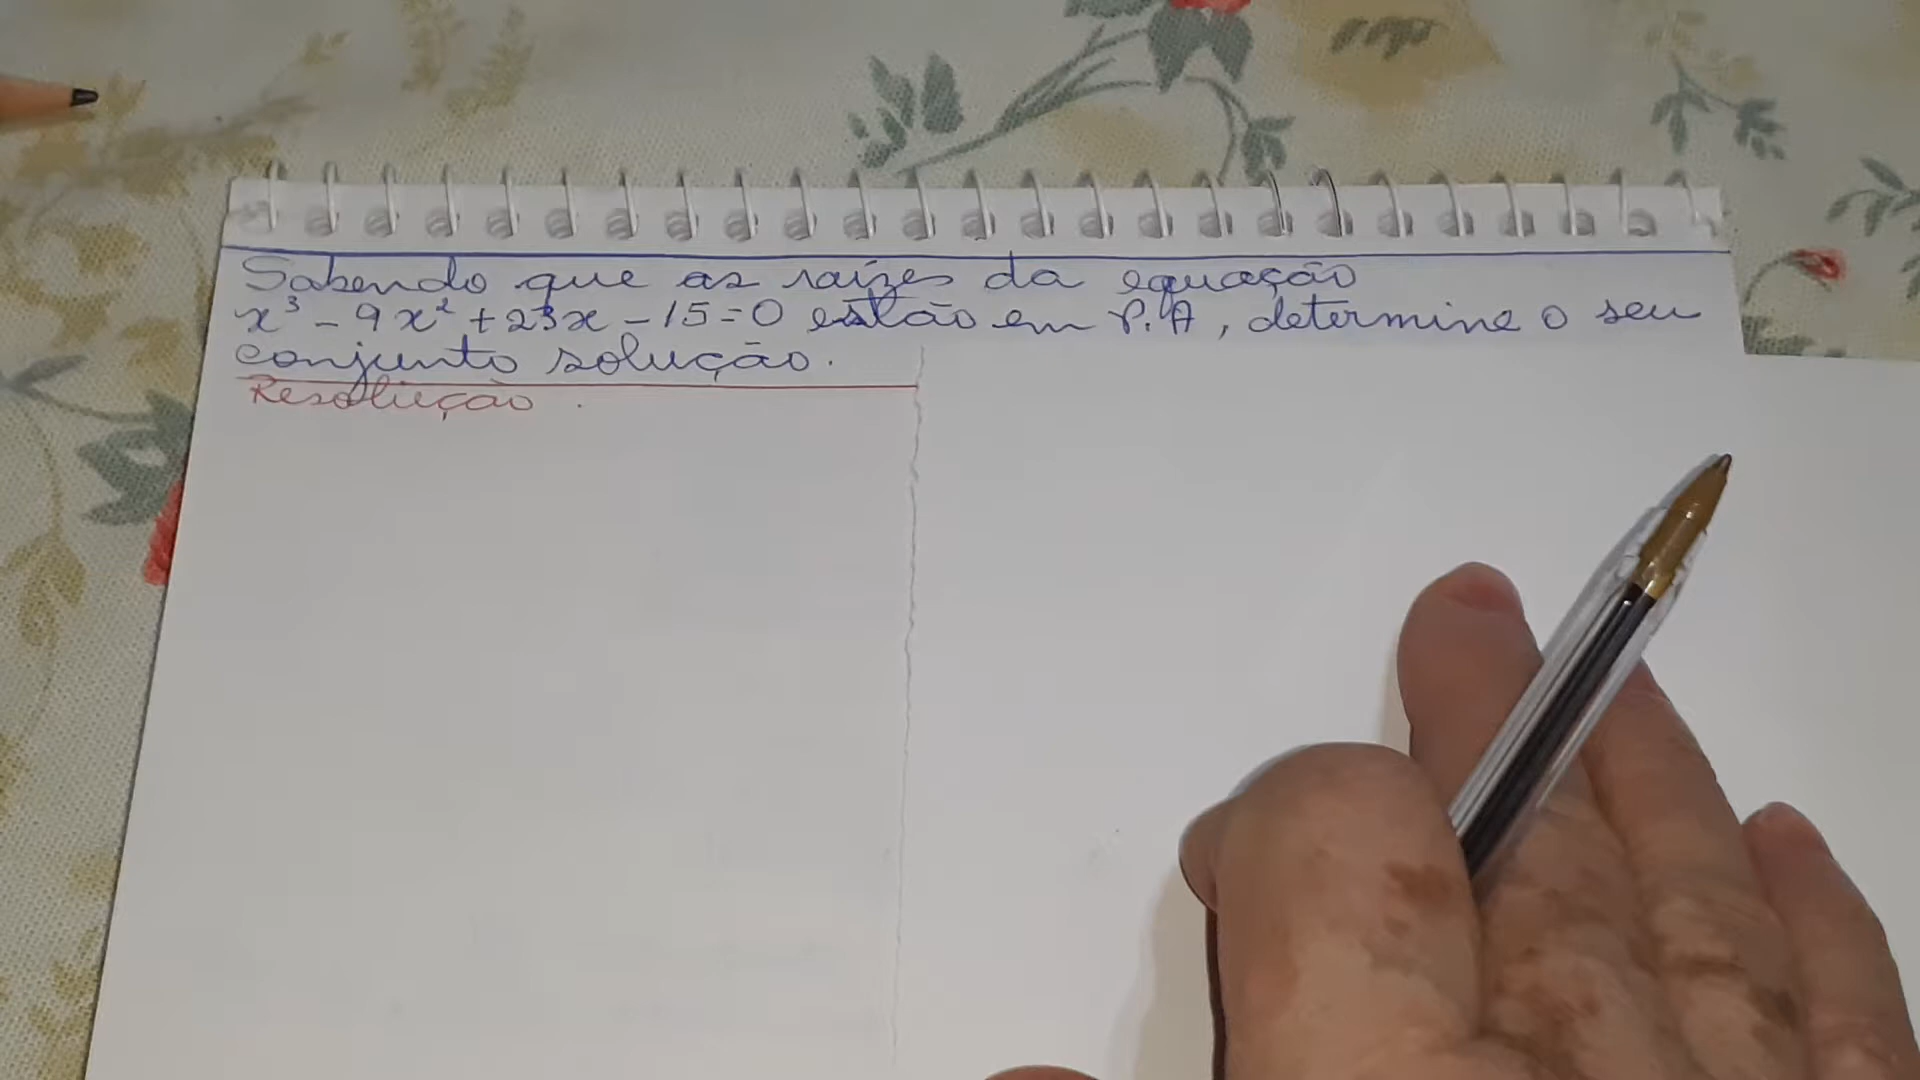 Sabendo que as raízes da equação
x³ - 9x² + 23x - 15 = 0 estão em P.A, determine o seu
conjunto solução.
Resolução.